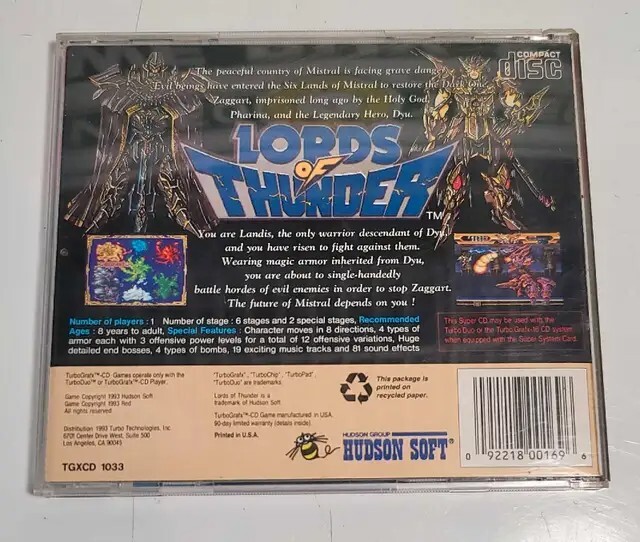 COMPACT
disc
The peaceful country of Mistral is facing grave danger.
Evil beings have entered the Six Lands of Mistral to restore the Dark One,
Zaggart, imprisoned long ago by the Holy God,
Pharina, and the Legendary Hero, Dyu.
LORDS
OF
THUNDER™
You are Landis, the only warrior descendant of Dyu,
and you have risen to fight against them.
Wearing magic armor inherited from Dyu,
you are about to single-handedly
battle hordes of evil enemies in order to stop Zaggart.
The future of Mistral depends on you !
Number of players : 1 Number of stage : 6 stages and 2 special stages, Recommended
Ages : 8 years to adult, Special Features : Character moves in 8 directions, 4 types of
armor each with 3 offensive power levels for a total of 12 offensive variations, Huge
detailed end bosses, 4 types of bombs, 19 exciting music tracks and 81 sound effects
This Super CD may be used with the
Turbo Duo or the Turbo Grafx-16 CD system
when equipped with the Super System Card.
TurboGrafx™-CD Games operate only with the
TurboDuo™ or TurboGrafx™-CD Player.
Game Copyright 1993 Hudson Soft
Game Copyright 1993 Red
All rights reserved
Distribution 1993 Turbo Technologies, Inc.
6701 Center Drive West, Suite 500
Los Angeles, CA 90045
TGXCD 1033
"TurboGrafx", "TurboChip", "TurboPad",
"TurboDuo" are trademarks
Lords of Thunder is a
trademark of Hudson Soft.
TurboGrafx™-CD Game manufactured in USA,
90-day limited warranty (details inside).
Printed in U.S.A.
This package is
printed on
recycled paper.
HUDSON GROUP
HUDSON SOFT®
0 92218 00169 6